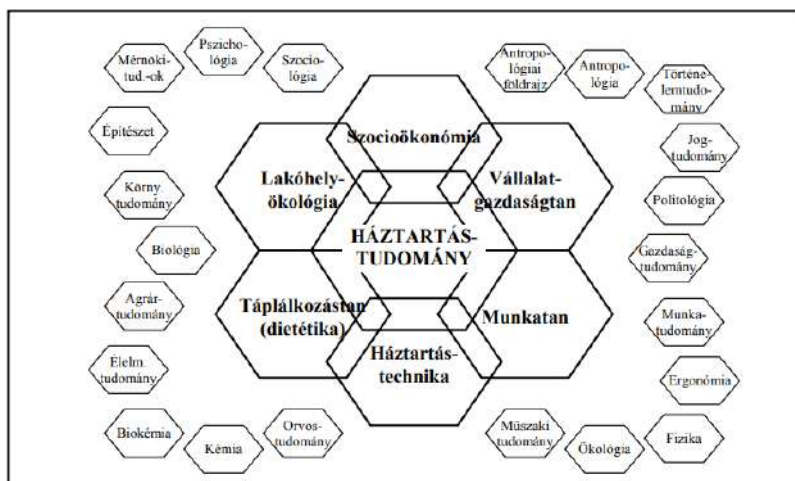 Mérnöki-
tud.-ok
Pszicho-
lógia
Szocio-
lógia
Antropo-
lógiai
földrajz
Antropo-
lógia
Történe-
lemtudo-
mány
Építészet
Szocioökonómia
Jog-
tudomány
Körny.
tudomány
Lakóhely-
ökológia
Vállalat-
gazdaságtan
Politológia
Biológia
HÁZTARTÁS-
TUDOMÁNY
Gazdaság-
tudomány
Agrár-
tudomány
Táplálkozástan
(dietétika)
Munkatan
Munka-
tudomány
Élelm.
tudomány
Háztartás-
technika
Ergonómia
Biokémia
Kémia
Orvos-
tudomány
Műszaki
tudomány
Ökológia
Fizika